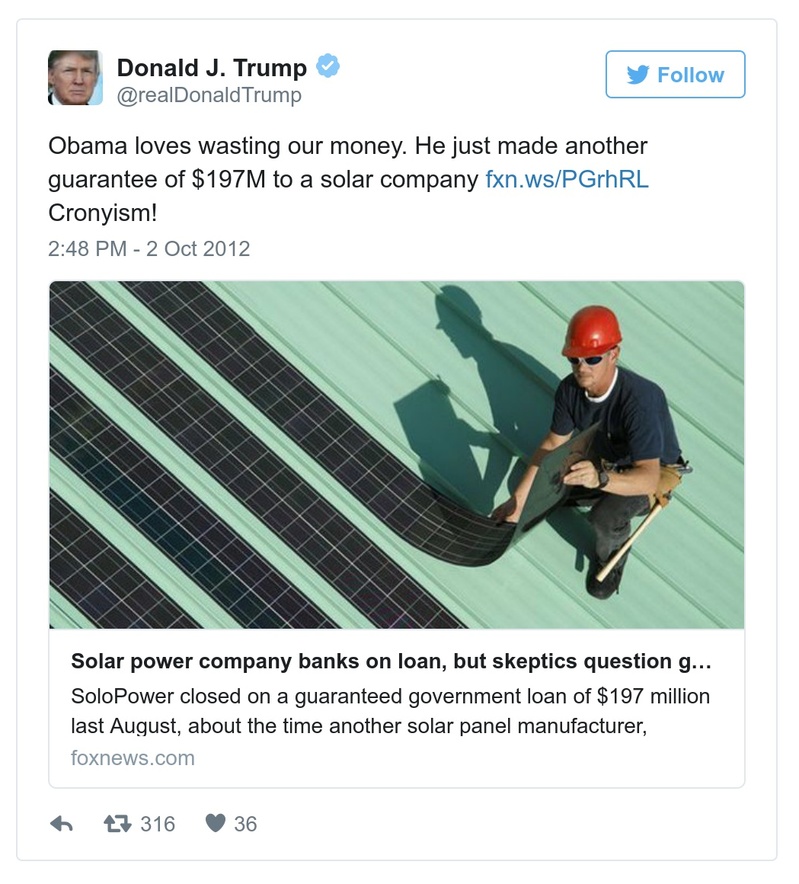 Donald J. Trump
@realDonaldTrump
Follow
Obama loves wasting our money. He just made another
guarantee of $197M to a solar company fxn.ws/PGrhRL
Cronyism!
2:48 PM - 2 Oct 2012
Solar power company banks on loan, but skeptics question g…
SoloPower closed on a guaranteed government loan of $197 million
last August, about the time another solar panel manufacturer,
foxnews.com
316 36